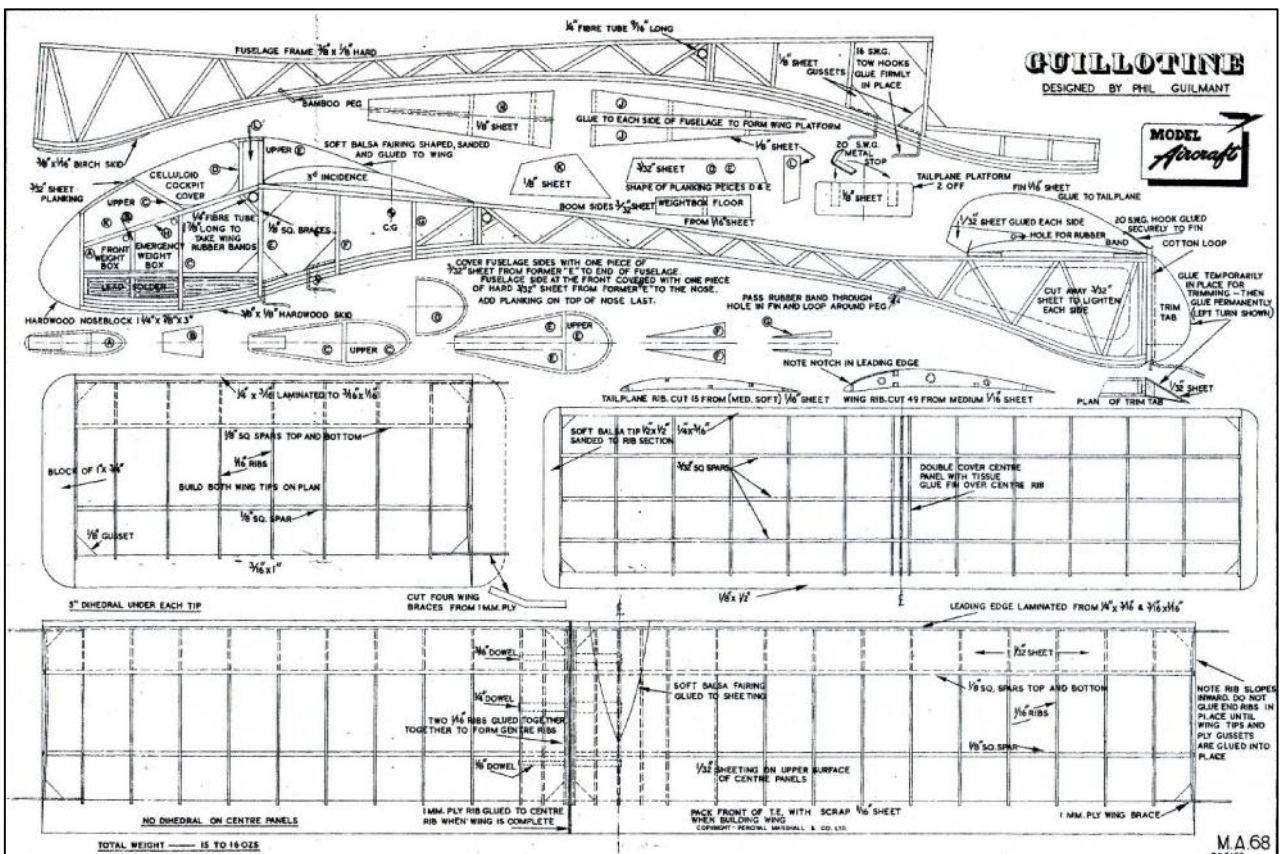 GUILLOTINE
DESIGNED BY PHIL GUILMANT
MODEL
Aircraft
FUSELAGE FRAME 3/8" X 1/8" HARD
1/4" FIBRE TUBE 9/16" LONG
1/8" SHEET
GUSSETS
16 S.W.G.
TOW HOOKS
GLUE FIRMLY
IN PLACE
BAMBOO PEG
H
1/8" SHEET
J
GLUE TO EACH SIDE OF FUSELAGE TO FORM WING PLATFORM
J
1/8" SHEET
3/8" X 1/16" BIRCH SKID
L
UPPER E
SOFT BALSA FAIRING SHAPED, SANDED
AND GLUED TO WING
D
3/32" SHEET
PLANKING
CELLULOID
COCKPIT
COVER
UPPER C
3° INCIDENCE
K
1/8" SHEET
3/32" SHEET
D E
SHAPE OF PLANKING PEICES D & E
L
20 S.W.G.
METAL
STOP
TAILPLANE PLATFORM
2 OFF
1/8" SHEET
BOOM SIDES 3/32" SHEET
WEIGHTBOX FLOOR
FROM 1/16" SHEET
FIN 1/16" SHEET
GLUE TO TAILPLANE
1/32" SHEET GLUED EACH SIDE
HOLE FOR RUBBER
BAND
20 S.W.G. HOOK GLUED
SECURELY TO FIN
COTTON LOOP
K
H
A
FRONT
WEIGHT
BOX
EMERGENCY
WEIGHT
BOX
C
LEAD SOLDER
1/4" FIBRE TUBE
1 1/8" LONG TO
TAKE WING
RUBBER BANDS
1/8" SQ. BRACES
E
F
C.G
G
COVER FUSELAGE SIDES WITH ONE PIECE OF
3/32" SHEET FROM FORMER "E" TO END OF FUSELAGE.
FUSELAGE SIDE AT THE FRONT COVERED WITH ONE PIECE
OF HARD 3/32" SHEET FROM FORMER "E" TO THE NOSE.
ADD PLANKING ON TOP OF NOSE LAST.
PASS RUBBER BAND THROUGH
HOLE IN FIN AND LOOP AROUND PEG
CUT AWAY 3/32"
SHEET TO LIGHTEN
EACH SIDE
TRIM
TAB
GLUE TEMPORARILY
IN PLACE FOR
TRIMMING — THEN
GLUE PERMANENTLY
(LEFT TURN SHOWN)
HARDWOOD NOSEBLOCK 1 1/4" X 7/8" X 3"
3/8" X 1/8" HARDWOOD SKID
A
B
C
UPPER C
D
E
E
UPPER
E
F
F
G
NOTE NOTCH IN LEADING EDGE
TAILPLANE RIB. CUT 15 FROM (MED. SOFT) 1/16" SHEET
WING RIB. CUT 49 FROM MEDIUM 1/16" SHEET
PLAN OF TRIM TAB
1/32" SHEET
1/4" X 3/16" LAMINATED TO 3/16" X 1/16"
1/8" SQ SPARS TOP AND BOTTOM
BLOCK OF 1" X 3/4"
1/16" RIBS
BUILD BOTH WING TIPS ON PLAN
1/8" SQ. SPAR
1/8" GUSSET
3/16" X 1"
3" DIHEDRAL UNDER EACH TIP
CUT FOUR WING
BRACES FROM 1 MM. PLY
SOFT BALSA TIP 1/2" X 1/2"
SANDED TO RIB SECTION
1/4" X 3/16"
3/32" SQ SPARS
DOUBLE COVER CENTRE
PANEL WITH TISSUE
GLUE FIN OVER CENTRE RIB
1/8" X 1/2"
LEADING EDGE LAMINATED FROM 1/4" X 3/16" & 3/16" X 1/16"
3/16" DOWEL
1/4" DOWEL
TWO 1/16" RIBS GLUED TOGETHER
TOGETHER TO FORM CENTRE RIBS
1/8" DOWEL
SOFT BALSA FAIRING
GLUED TO SHEETING
1/32" SHEET
1/8" SQ. SPARS TOP AND BOTTOM
1/16" RIBS
1/8" SQ. SPAR
NOTE RIB SLOPES
INWARD. DO NOT
GLUE END RIBS IN
PLACE UNTIL
WING TIPS AND
PLY GUSSETS
ARE GLUED INTO
PLACE
1/32" SHEETING ON UPPER SURFACE
OF CENTRE PANELS
NO DIHEDRAL ON CENTRE PANELS
1 MM. PLY RIB GLUED TO CENTRE
RIB WHEN WING IS COMPLETE
PACK FRONT OF T.E. WITH SCRAP 1/16" SHEET
WHEN BUILDING WING
COPYRIGHT - PERCIVAL MARSHALL & CO. LTD.
1 MM. PLY WING BRACE
TOTAL WEIGHT —— 15 TO 16 OZS
M.A.68